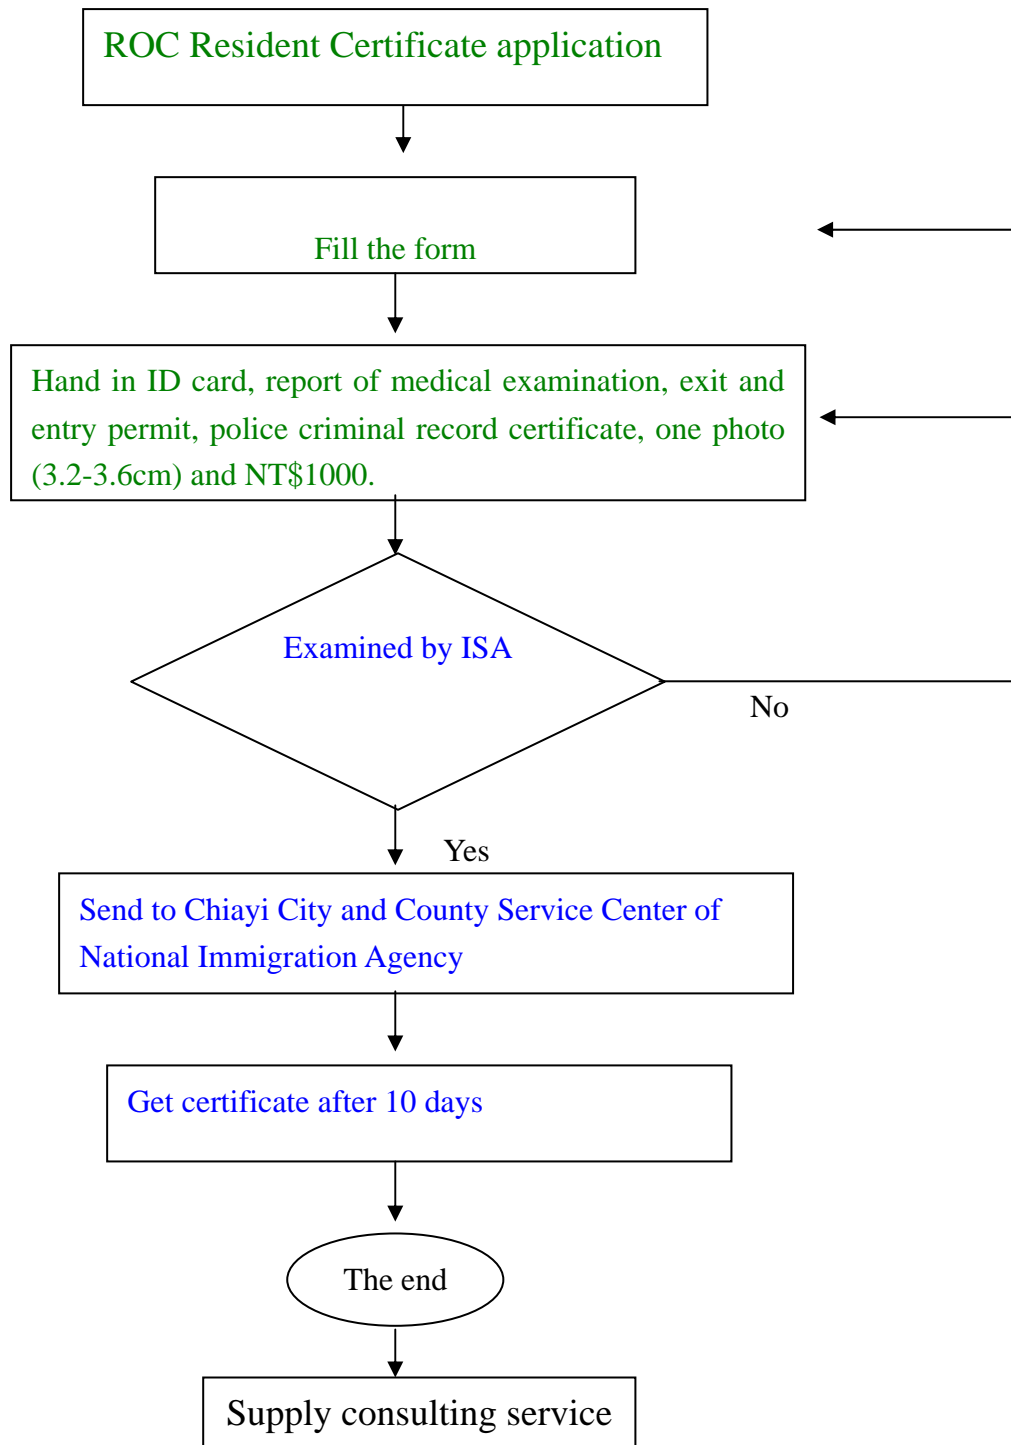 ROC Resident Certificate application
Fill the form
Hand in ID card, report of medical examination, exit and
entry permit, police criminal record certificate, one photo
(3.2-3.6cm) and NT$1000.
Examined by ISA
No
Yes
Send to Chiayi City and County Service Center of
National Immigration Agency
Get certificate after 10 days
The end
Supply consulting service